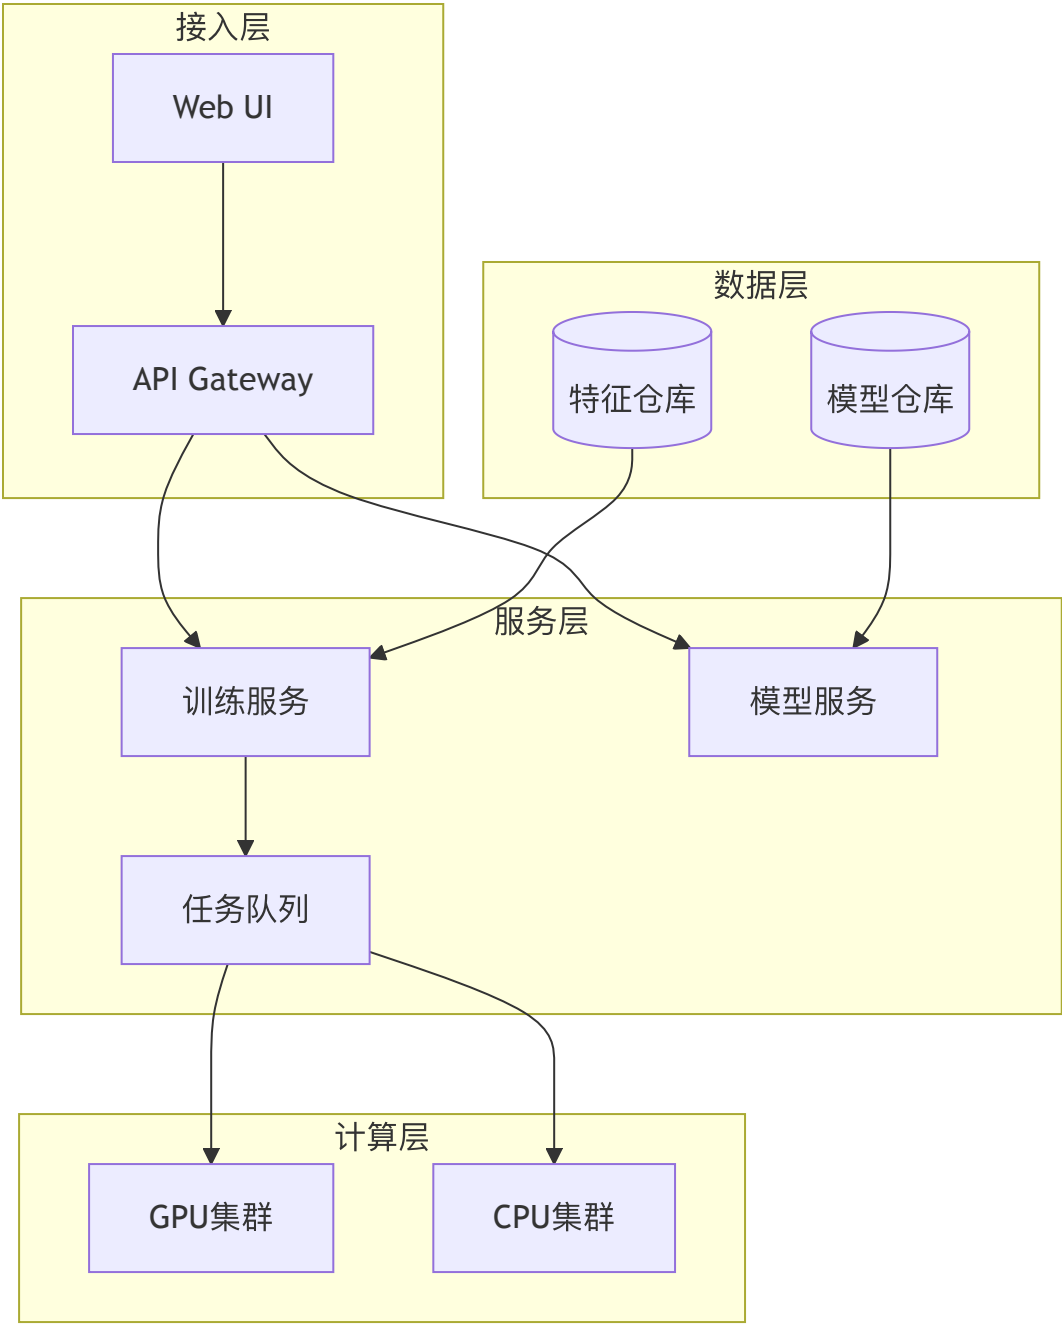 接入层
Web UI
API Gateway
数据层
特征仓库
模型仓库
服务层
训练服务
模型服务
任务队列
计算层
GPU集群
CPU集群